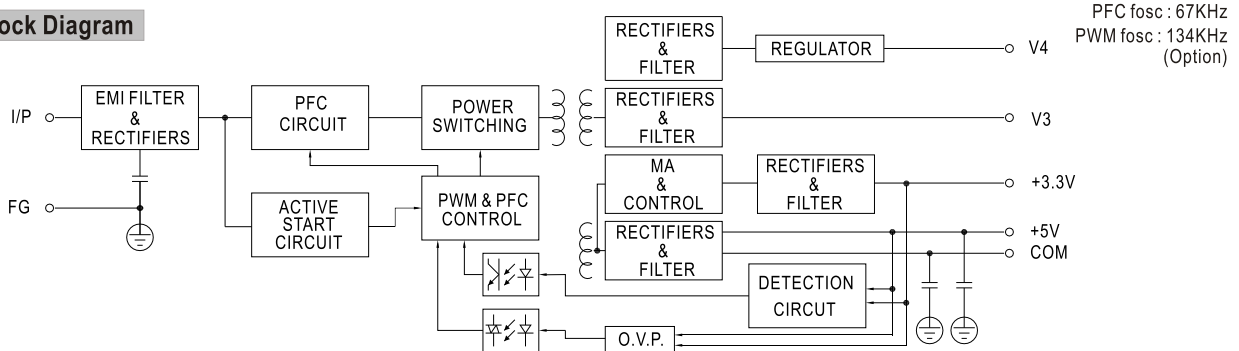 ock Diagram
PFC fosc : 67KHz
PWM fosc : 134KHz
(Option)
RECTIFIERS
&
FILTER
REGULATOR
V4
I/P
EMI FILTER
&
RECTIFIERS
PFC
CIRCUIT
POWER
SWITCHING
RECTIFIERS
&
FILTER
V3
MA
&
CONTROL
RECTIFIERS
&
FILTER
+3.3V
FG
ACTIVE
START
CIRCUIT
PWM & PFC
CONTROL
RECTIFIERS
&
FILTER
+5V
COM
DETECTION
CIRCUT
O.V.P.